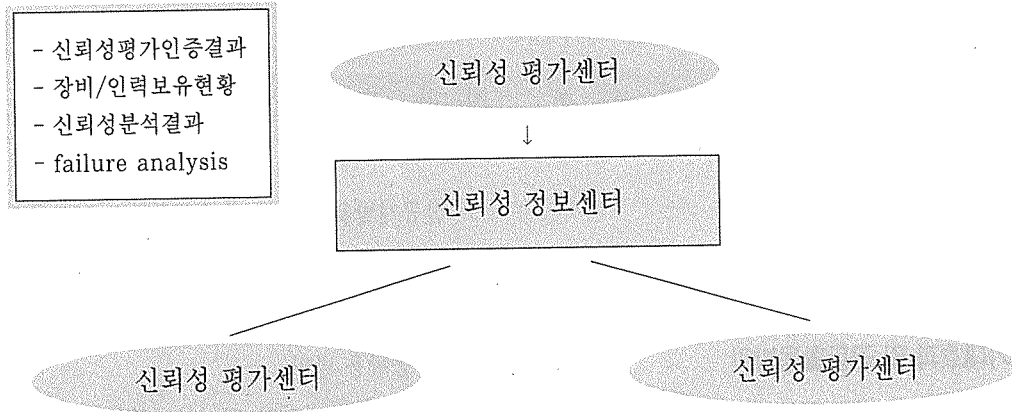 - 신뢰성평가인증결과
- 장비/인력보유현황
- 신뢰성분석결과
- failure analysis
신뢰성 평가센터
↓
신뢰성 정보센터
신뢰성 평가센터
신뢰성 평가센터